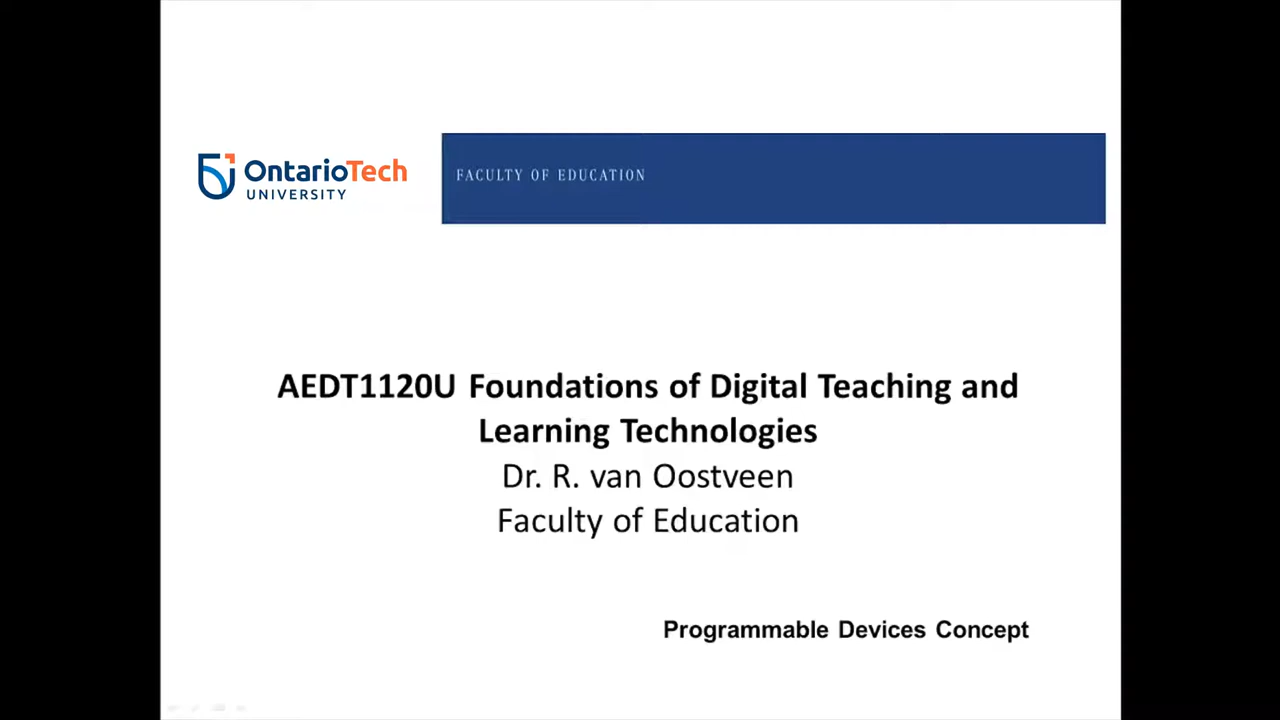 OntarioTech
UNIVERSITY
FACULTY OF EDUCATION
AEDT1120U Foundations of Digital Teaching and
Learning Technologies
Dr. R. van Oostveen
Faculty of Education
Programmable Devices Concept